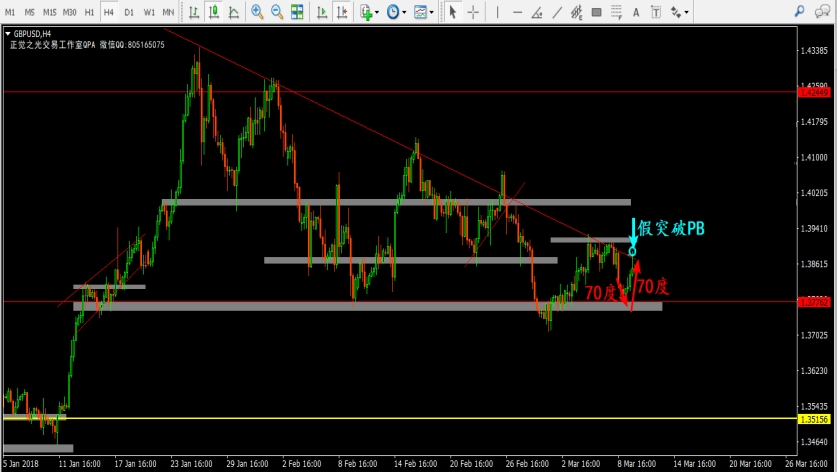 M1 M5 M15 M30 H1 H4 D1 W1 MN
GBPUSD,H4
正觉之光交易工作室QPA 微信QQ:805165075
1.43385
1.42440
1.41795
1.41000
1.40205
1.39410
1.38615
1.37025
1.36230
1.35435
1.35156
1.34640
假突破PB
70度
70度
5 Jan 2018 11 Jan 16:00 17 Jan 16:00 23 Jan 16:00 29 Jan 16:00 2 Feb 16:00 8 Feb 16:00 14 Feb 16:00 20 Feb 16:00 26 Feb 16:00 2 Mar 16:00 8 Mar 16:00 14 Mar 16:00 20 Mar 16:00 26 Mar 16:00